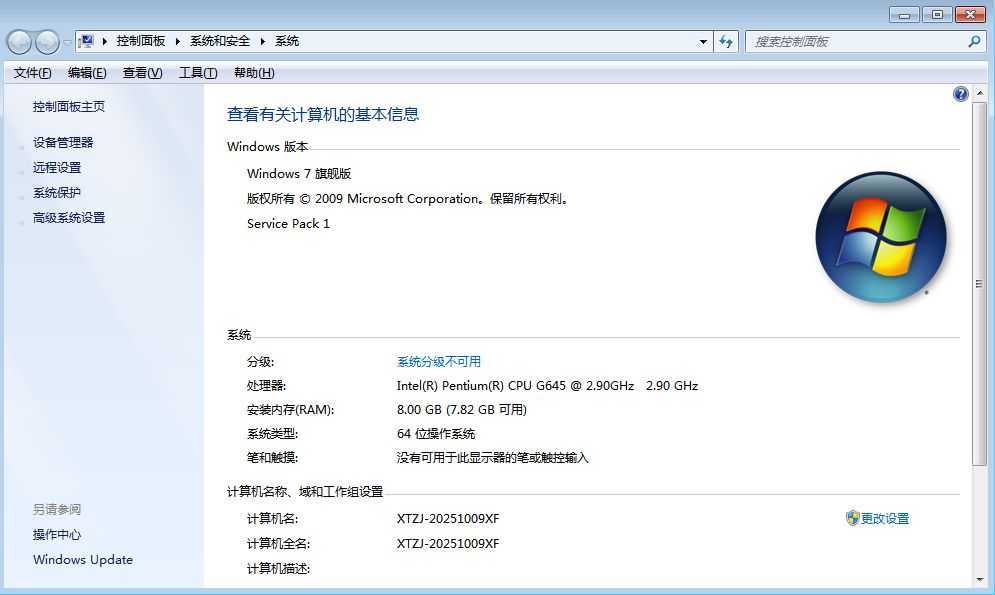 控制面板 系统和安全 系统 搜索控制面板
文件(F) 编辑(E) 查看(V) 工具(T) 帮助(H)
控制面板主页
设备管理器
远程设置
系统保护
高级系统设置
另请参阅
操作中心
Windows Update
查看有关计算机的基本信息
Windows 版本
Windows 7 旗舰版
版权所有 © 2009 Microsoft Corporation。保留所有权利。
Service Pack 1
系统
分级: 系统分级不可用
处理器: Intel(R) Pentium(R) CPU G645 @ 2.90GHz 2.90 GHz
安装内存(RAM): 8.00 GB (7.82 GB 可用)
系统类型: 64 位操作系统
笔和触摸: 没有可用于此显示器的笔或触控输入
计算机名称、域和工作组设置
计算机名: XTZJ-20251009XF 更改设置
计算机全名: XTZJ-20251009XF
计算机描述: